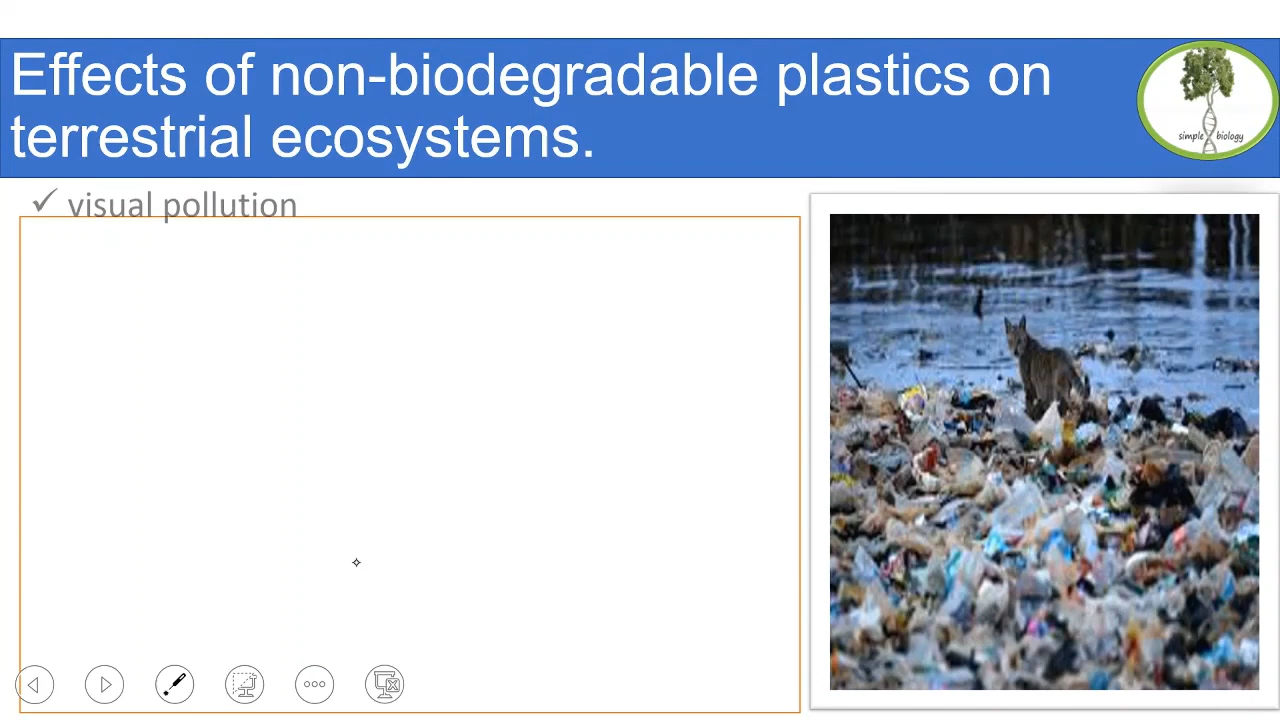 Effects of non-biodegradable plastics on
terrestrial ecosystems.
simple biology
✓ visual pollution